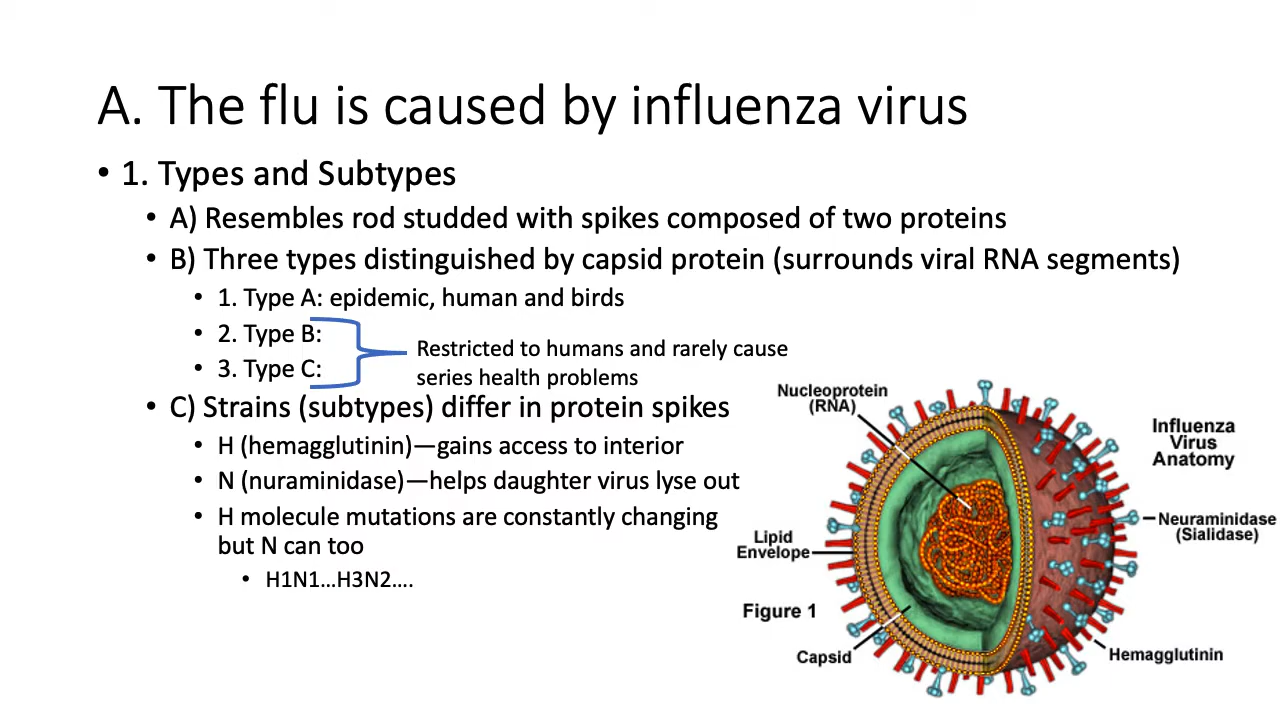 A. The flu is caused by influenza virus
• 1. Types and Subtypes
• A) Resembles rod studded with spikes composed of two proteins
• B) Three types distinguished by capsid protein (surrounds viral RNA segments)
• 1. Type A: epidemic, human and birds
• 2. Type B:
• 3. Type C:
Restricted to humans and rarely cause
series health problems
• C) Strains (subtypes) differ in protein spikes
• H (hemagglutinin)—gains access to interior
• N (nuraminidase)—helps daughter virus lyse out
• H molecule mutations are constantly changing
but N can too
• H1N1…H3N2….
Nucleoprotein
(RNA)
Influenza
Virus
Anatomy
Neuraminidase
(Sialidase)
Lipid
Envelope
Figure 1
Capsid
Hemagglutinin